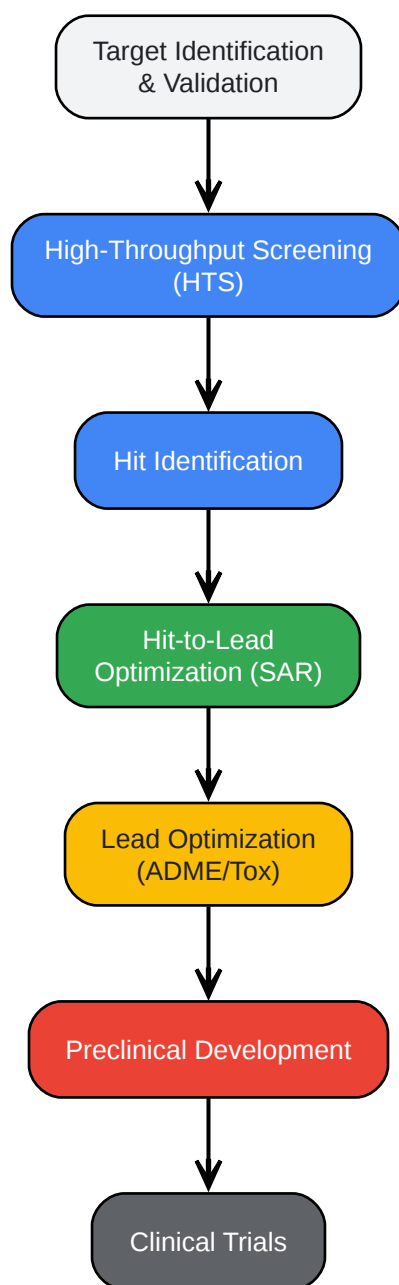 Target Identification
& Validation
High-Throughput Screening
(HTS)
Hit Identification
Hit-to-Lead
Optimization (SAR)
Lead Optimization
(ADME/Tox)
Preclinical Development
Clinical Trials